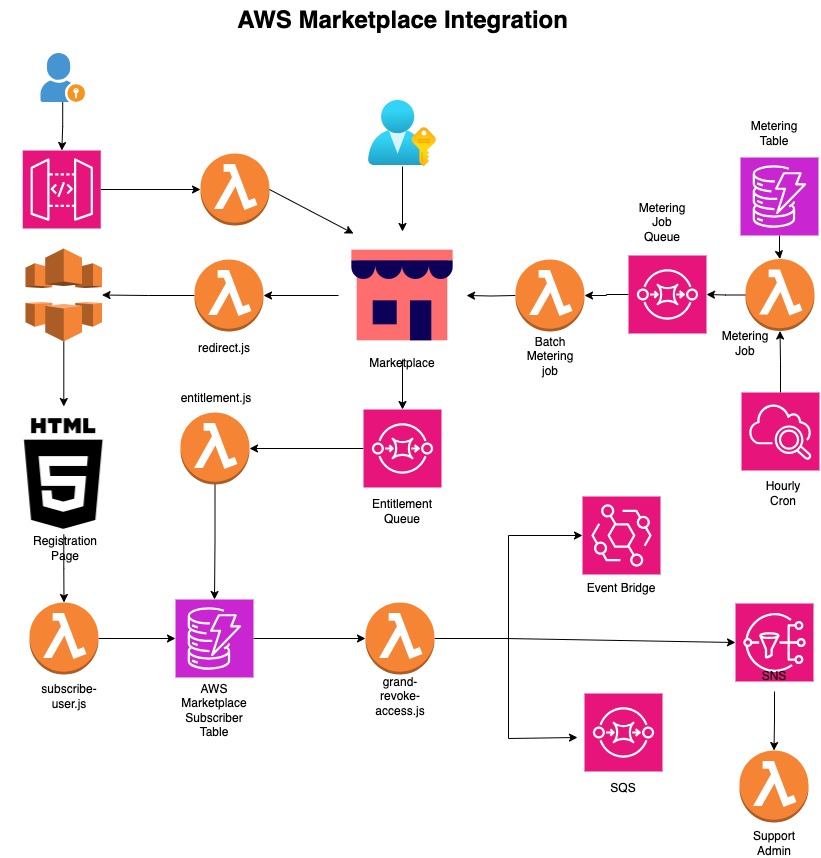 AWS Marketplace Integration
Metering
Table
Metering
Job
Queue
</>
redirect.js
Marketplace
Batch
Metering
job
Metering
Job
entitlement.js
HTML
5
Entitlement
Queue
Hourly
Cron
Registration
Page
Event Bridge
subscribe-
user.js
AWS
Marketplace
Subscriber
Table
grand-
revoke-
access.js
SNS
SQS
Support
Admin